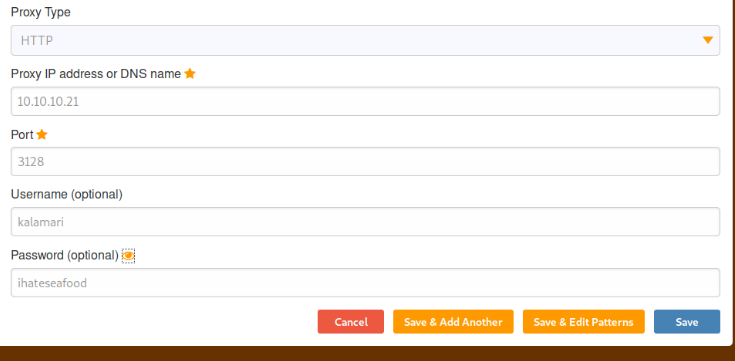 Proxy Type
HTTP
Proxy IP address or DNS name
10.10.10.21
Port
3128
Username (optional)
kalamari
Password (optional)
ihateseafood
Cancel Save & Add Another Save & Edit Patterns Save